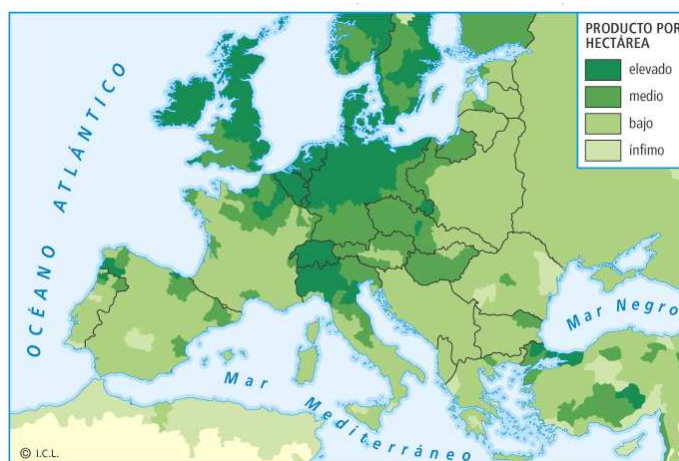 PRODUCTO POR
HECTÁREA
elevado
medio
bajo
ínfimo
OCÉANO ATLÁNTICO
Mar Negro
Mar Mediterráneo
© I.C.L.